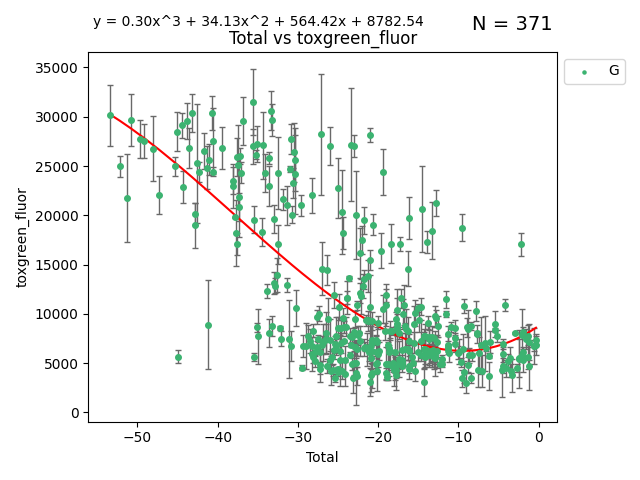 y = 0.30x^3 + 34.13x^2 + 564.42x + 8782.54
N = 371
Total vs toxgreen_fluor
G
35000
30000
25000
20000
15000
10000
5000
0
toxgreen_fluor
−50
−40
−30
−20
−10
0
Total